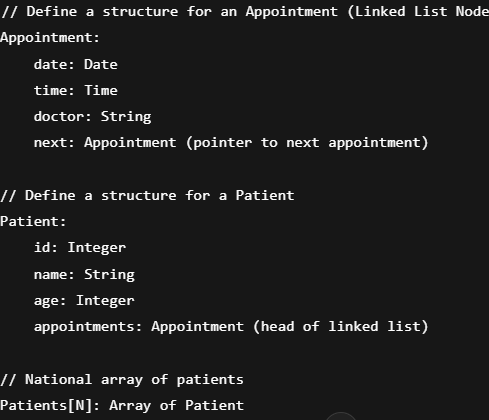 // Define a structure for an Appointment (Linked List Node
Appointment:
date: Date
time: Time
doctor: String
next: Appointment (pointer to next appointment)
// Define a structure for a Patient
Patient:
id: Integer
name: String
age: Integer
appointments: Appointment (head of linked list)
// National array of patients
Patients[N]: Array of Patient